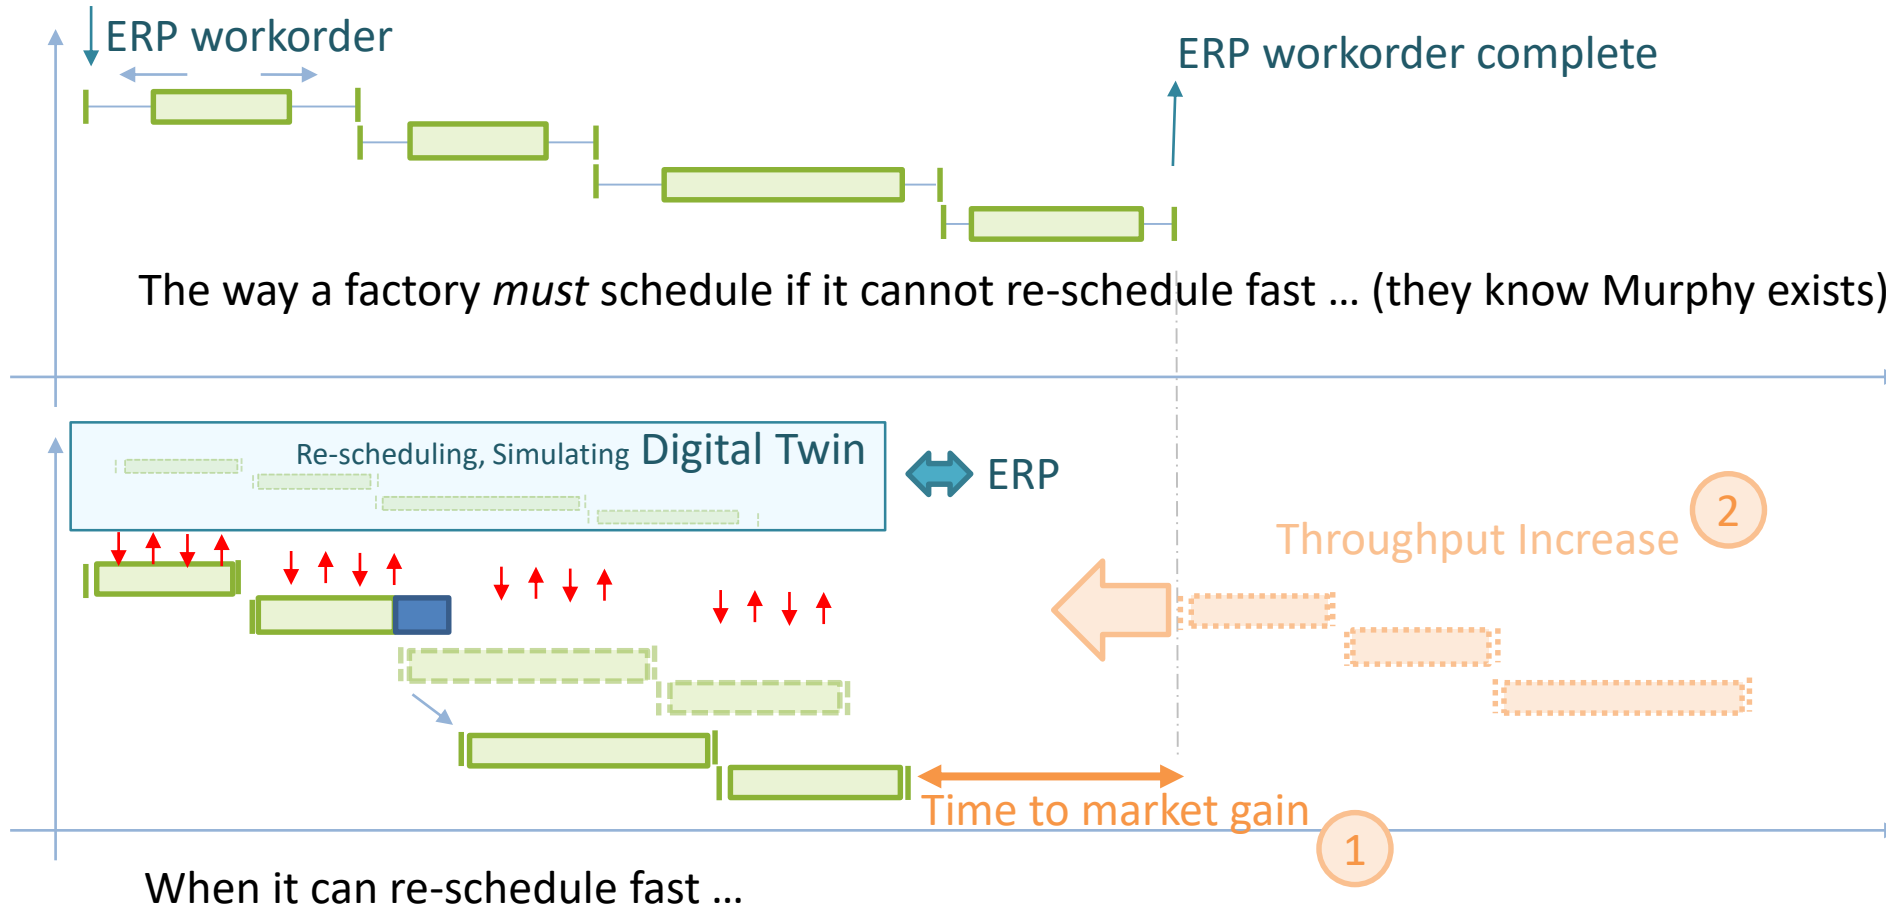 ERP workorder
ERP workorder complete
The way a factory must schedule if it cannot re-schedule fast ... (they know Murphy exists)
Re-scheduling, Simulating Digital Twin
ERP
2
Throughput Increase
Time to market gain
1
When it can re-schedule fast ...